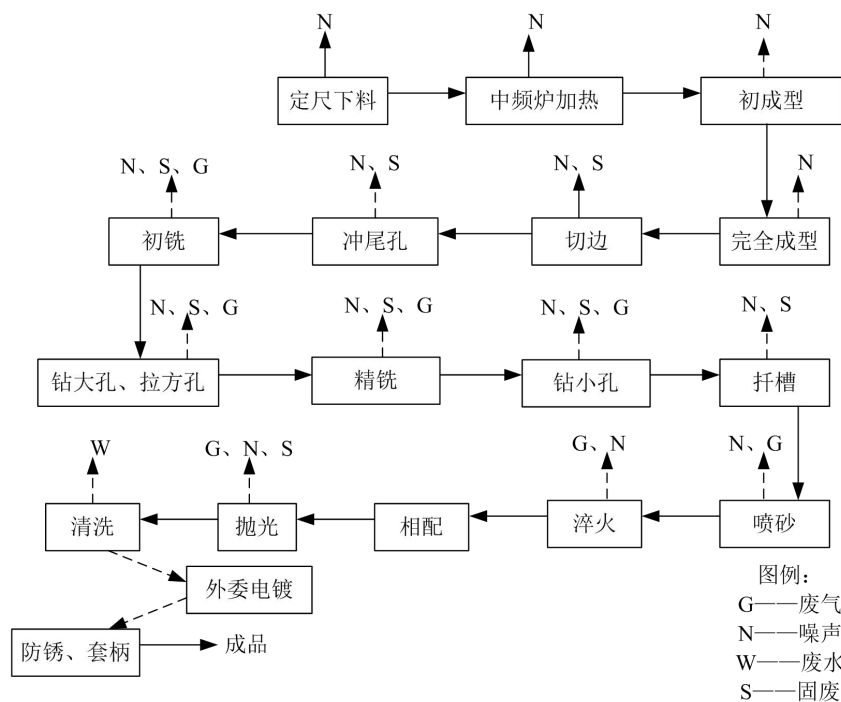 N
N
N
定尺下料
中频炉加热
初成型
N、S、G
N、S
N、S
N
初铣
冲尾孔
切边
完全成型
N、S、G
N、S、G
N、S、G
N、S
钻大孔、拉方孔
精铣
钻小孔
扦槽
W
G、N、S
G、N
N、G
清洗
抛光
相配
淬火
喷砂
外委电镀
防锈、套柄
成品
图例：
G——废气
N——噪声
W——废水
S——固废